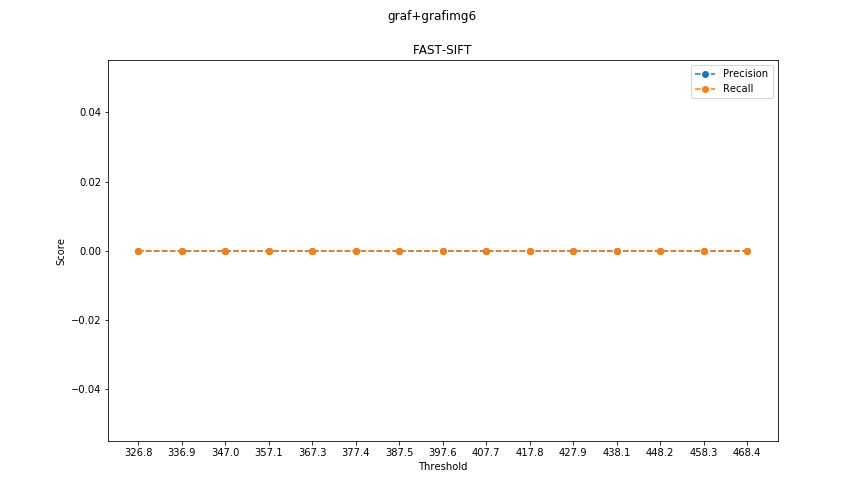 graf+grafimg6
FAST-SIFT
Precision
Recall
0.04
0.02
0.00
−0.02
−0.04
Score
326.8 336.9 347.0 357.1 367.3 377.4 387.5 397.6 407.7 417.8 427.9 438.1 448.2 458.3 468.4
Threshold